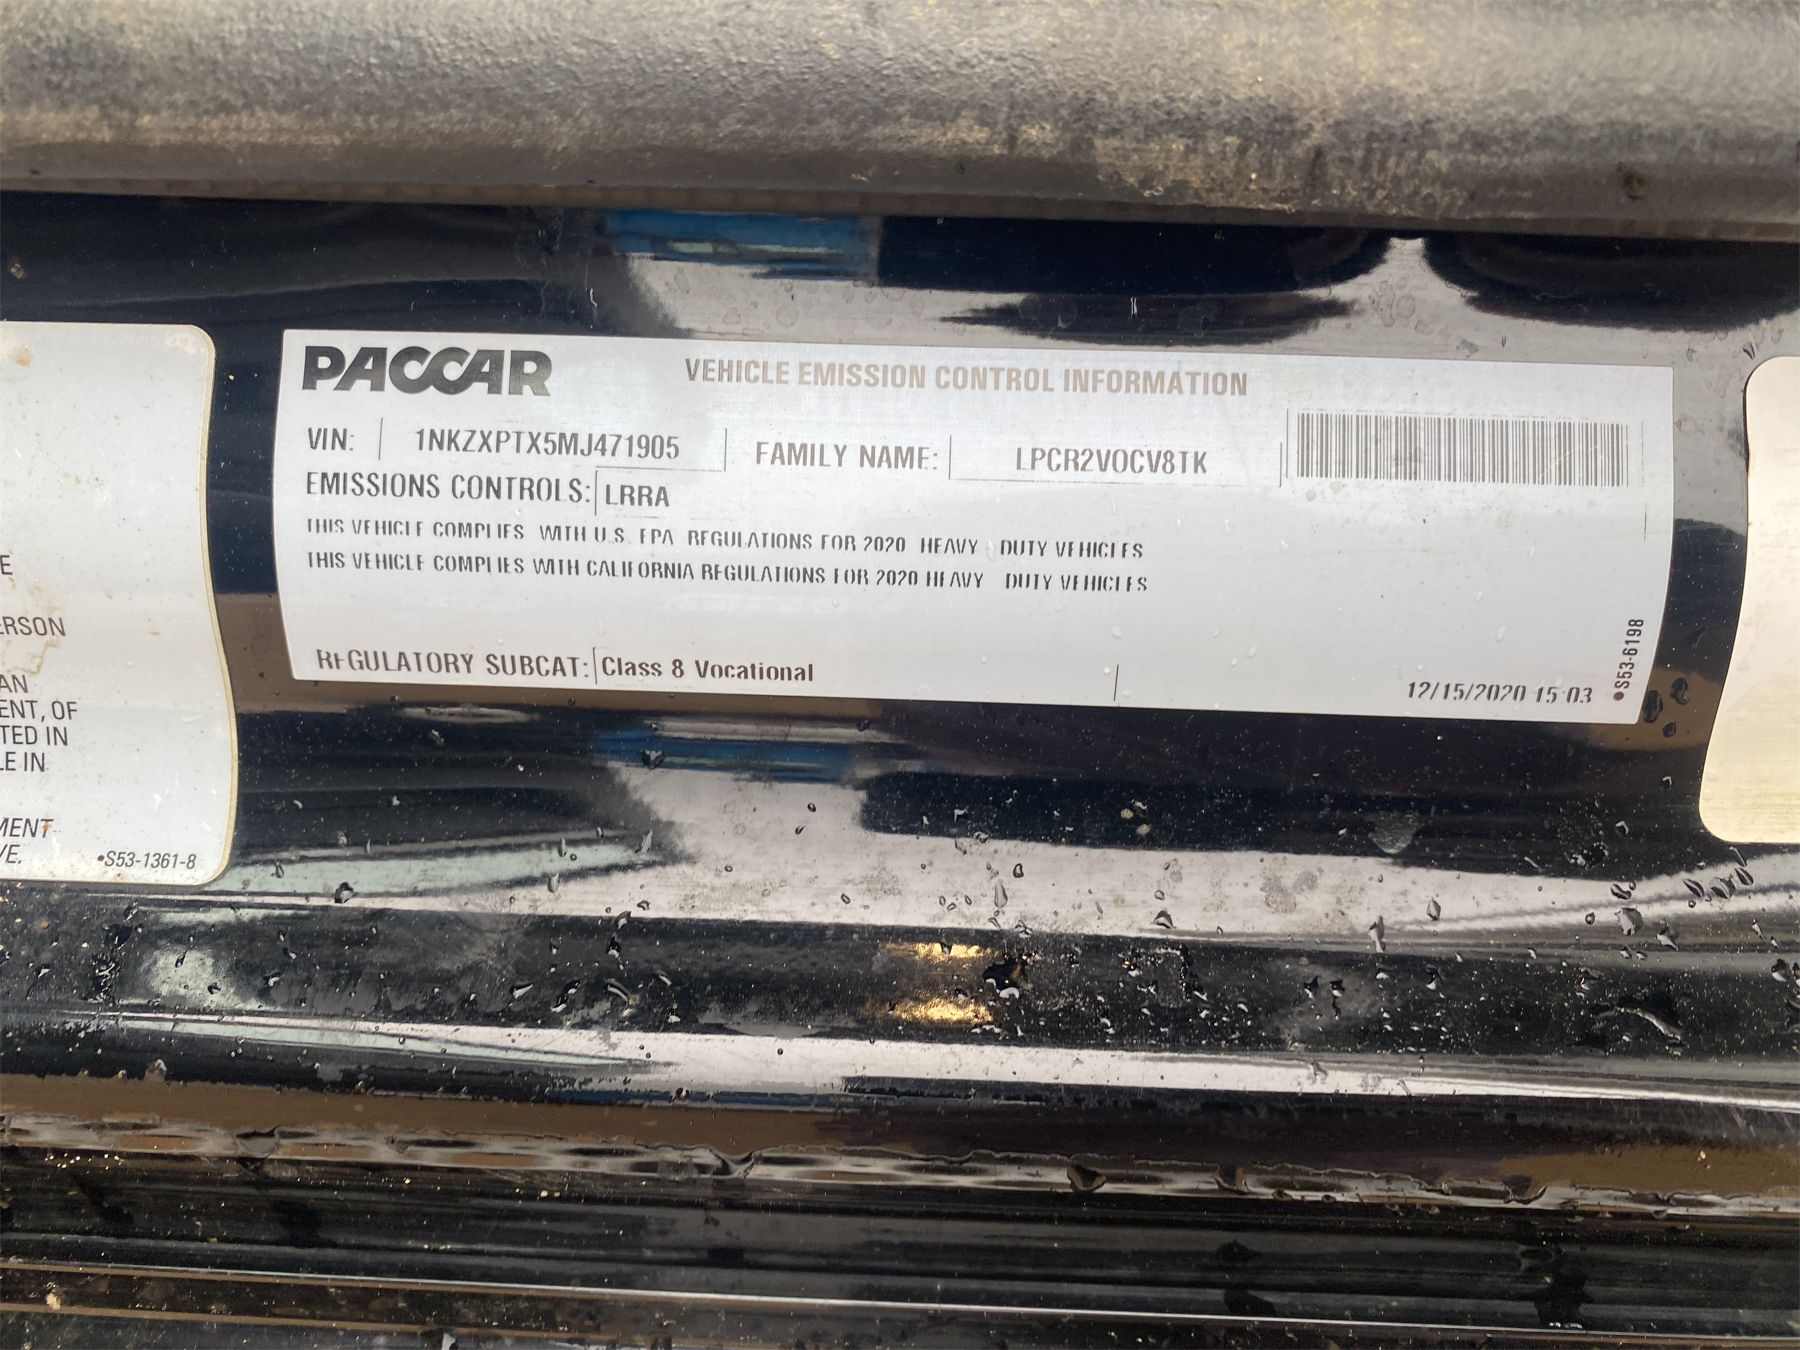 PACCAR VEHICLE EMISSION CONTROL INFORMATION
VIN: 1NKZXPTX5MJ471905 FAMILY NAME: LPCR2VOCV8TK
EMISSIONS CONTROLS: LRRA
THIS VEHICLE COMPLIES WITH U.S. EPA REGULATIONS FOR 2020 HEAVY DUTY VEHICLES
THIS VEHICLE COMPLIES WITH CALIFORNIA REGULATIONS FOR 2020 HEAVY DUTY VEHICLES
REGULATORY SUBCAT: Class 8 Vocational
12/15/2020 15:03
•S53-6198
E
ERSON
AN
ENT, OF
TED IN
LE IN
MENT
VE.
•S53-1361-8